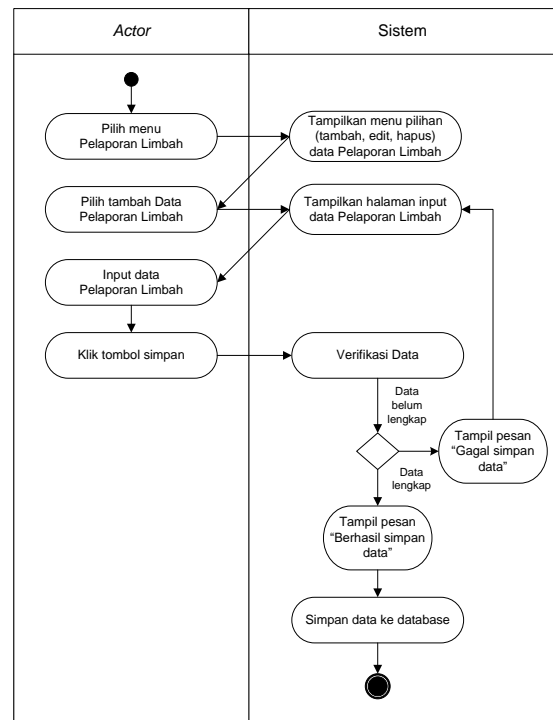 Actor
Sistem
Pilih menu
Pelaporan Limbah
Tampilkan menu pilihan
(tambah, edit, hapus)
data Pelaporan Limbah
Pilih tambah Data
Pelaporan Limbah
Tampilkan halaman input
data Pelaporan Limbah
Input data
Pelaporan Limbah
Klik tombol simpan
Verifikasi Data
Data
belum
lengkap
Tampil pesan
“Gagal simpan
data”
Data
lengkap
Tampil pesan
“Berhasil simpan
data”
Simpan data ke database